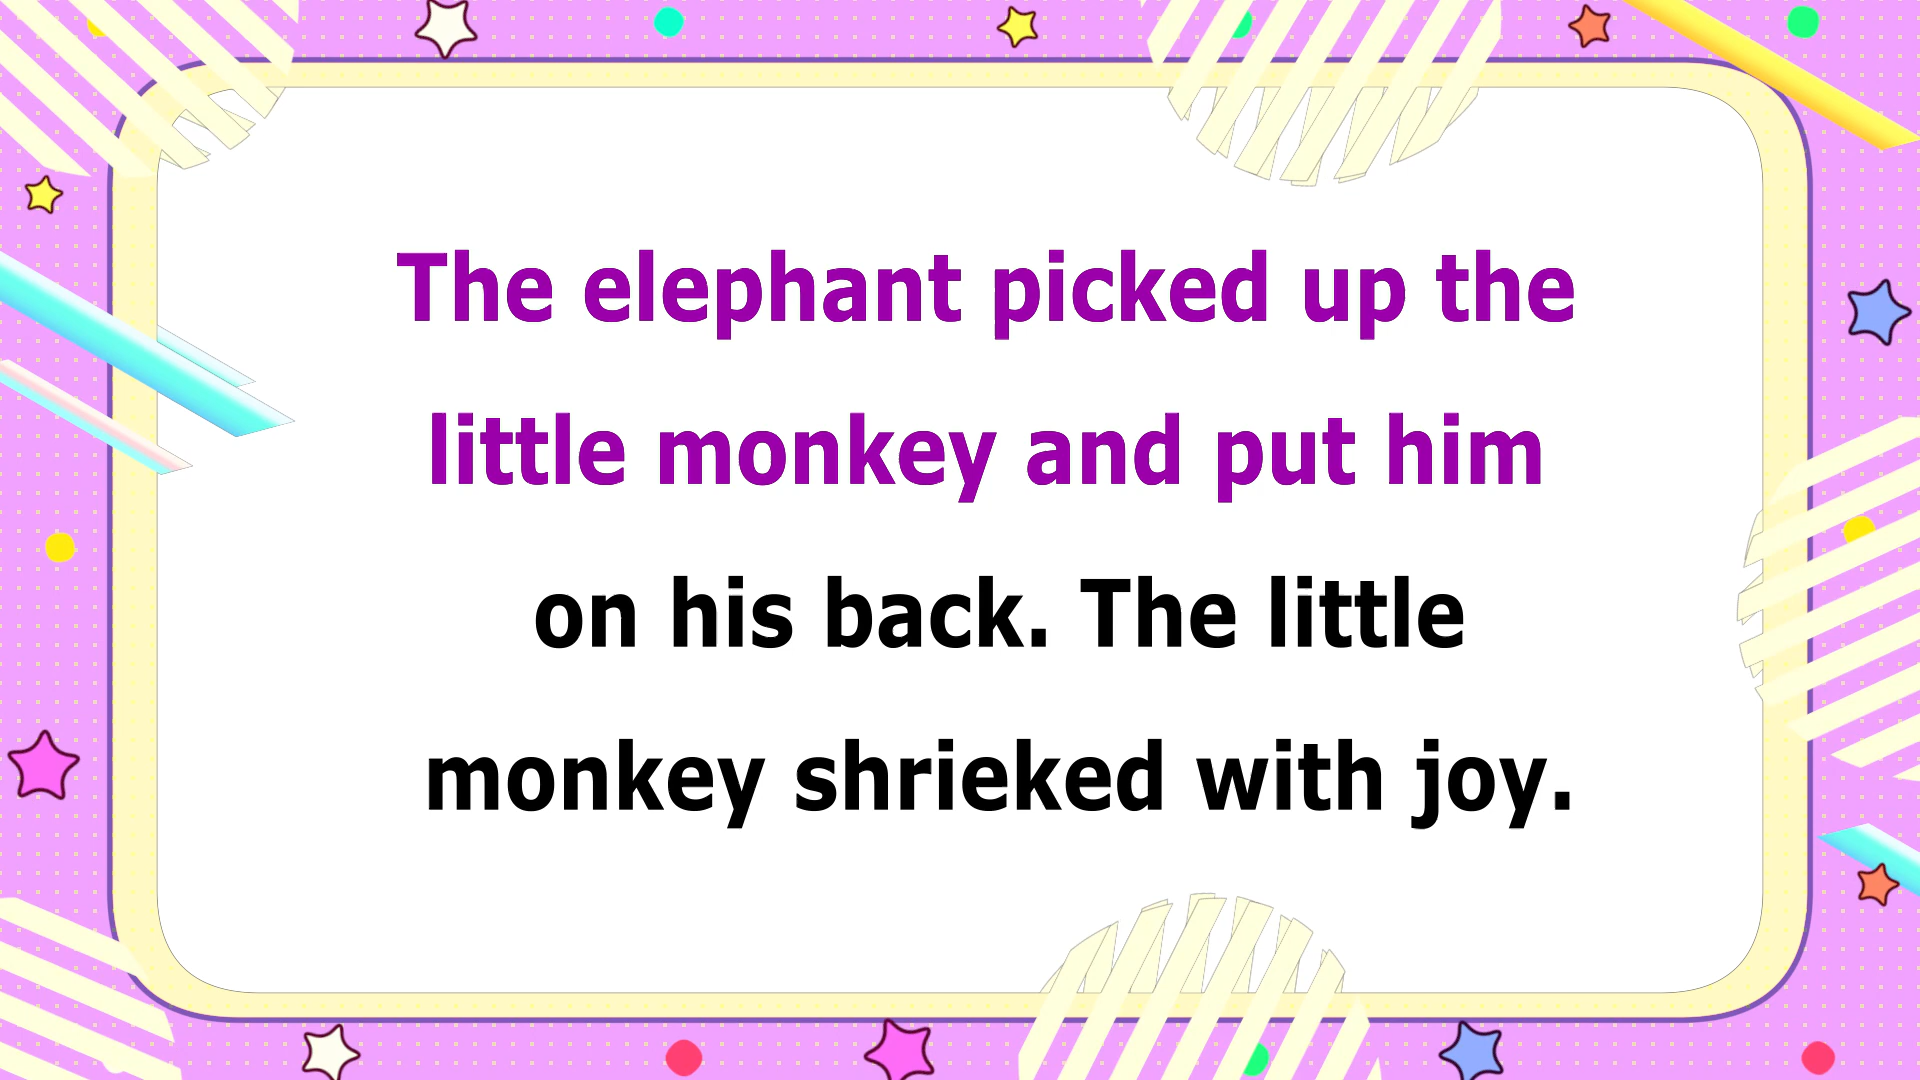 The elephant picked up the
little monkey and put him
on his back. The little
monkey shrieked with joy.